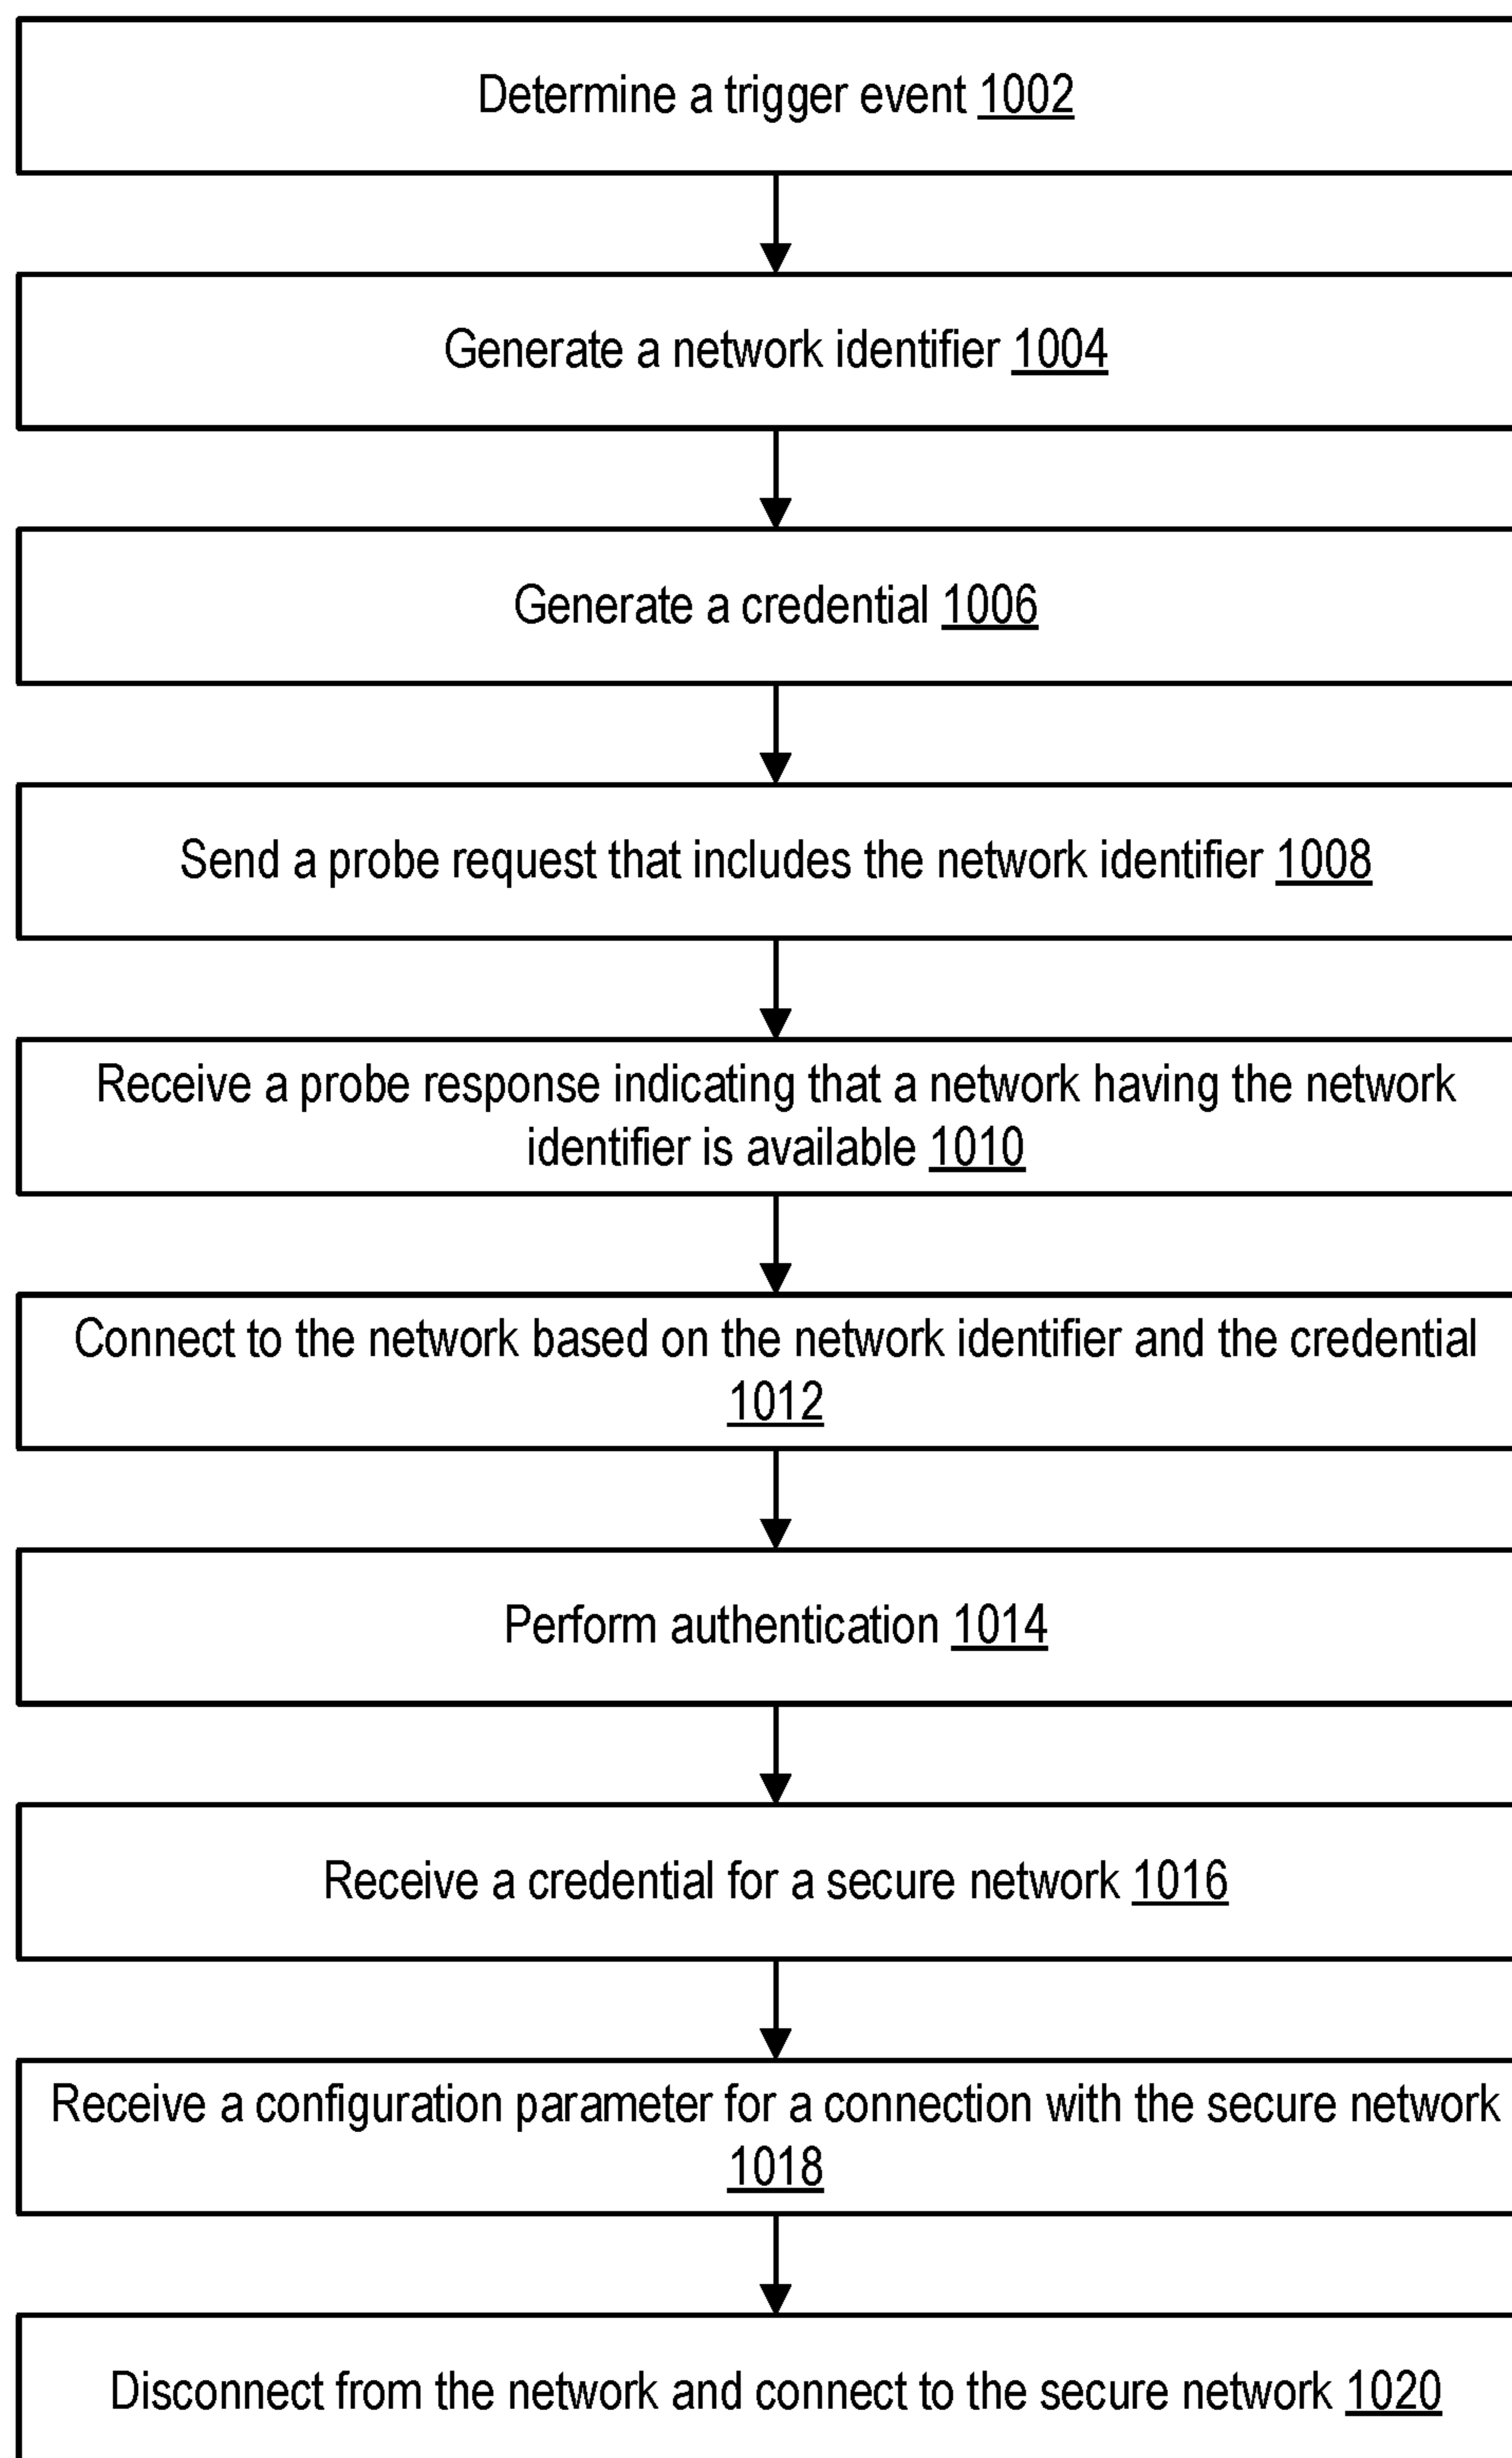 Determine a trigger event 1002
Generate a network identifier 1004
Generate a credential 1006
Send a probe request that includes the network identifier 1008
Receive a probe response indicating that a network having the network
identifier is available 1010
Connect to the network based on the network identifier and the credential
1012
Perform authentication 1014
Receive a credential for a secure network 1016
Receive a configuration parameter for a connection with the secure network
1018
Disconnect from the network and connect to the secure network 1020